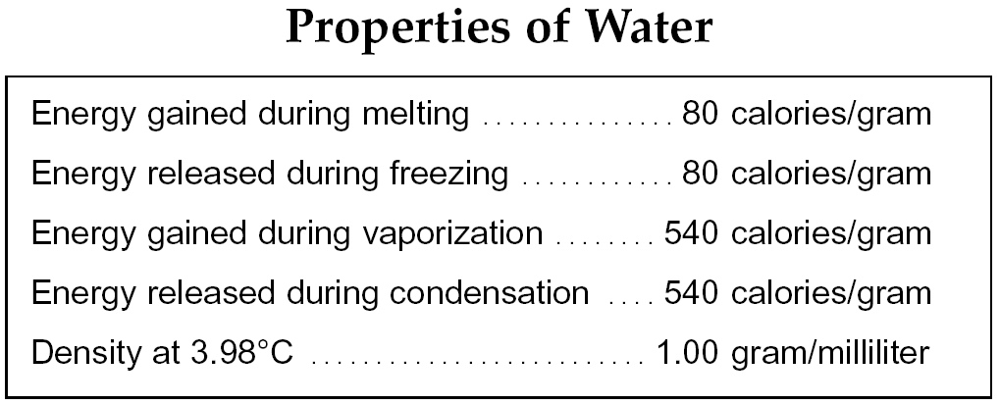 Properties of Water
Energy gained during melting ............... 80 calories/gram
Energy released during freezing ............ 80 calories/gram
Energy gained during vaporization ........ 540 calories/gram
Energy released during condensation .... 540 calories/gram
Density at 3.98°C .......................... 1.00 gram/milliliter